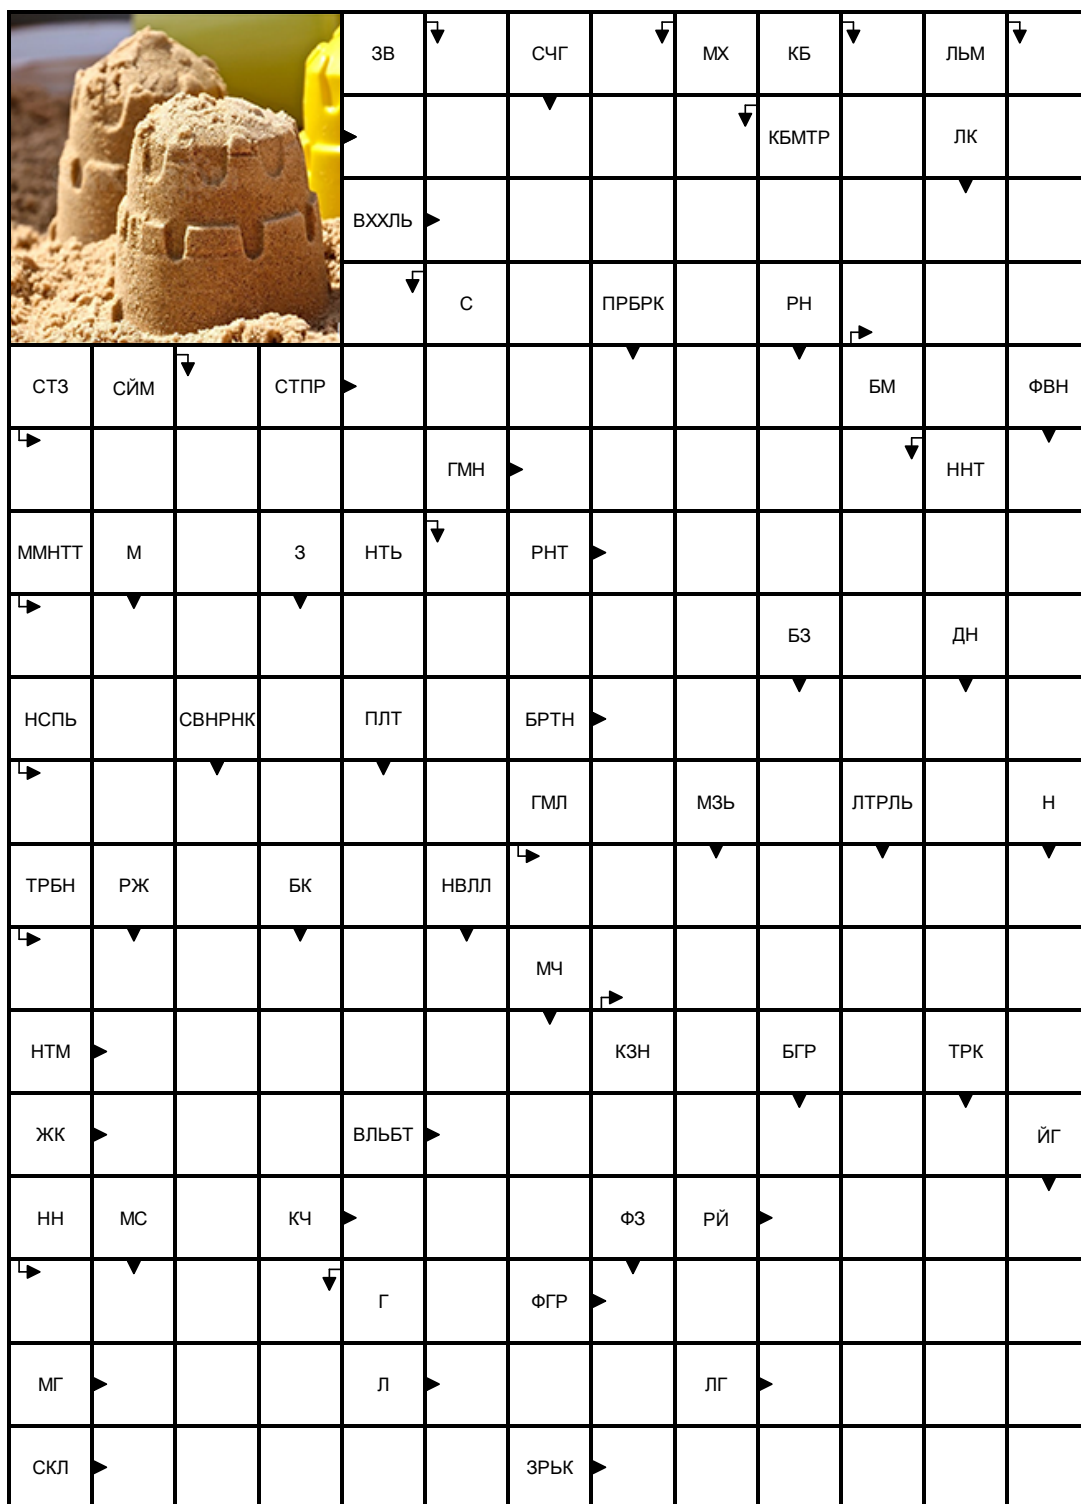 ЗВ СЧГ МХ КБ ЛЬМ
КБМТР ЛК
ВХХЛЬ
С ПРБРК РН
СТЗ СЙМ СТПР БМ ФВН
ГМН ННТ
ММНТТ М З НТЬ РНТ
БЗ ДН
НСПЬ СВНРНК ПЛТ БРТН
ГМЛ МЗЬ ЛТРЛЬ Н
ТРБН РЖ БК НВЛЛ
МЧ
НТМ КЗН БГР ТРК
ЖК ВЛЬБТ ЙГ
НН МС КЧ ФЗ РЙ
Г ФГР
МГ Л ЛГ
СКЛ ЗРЬК